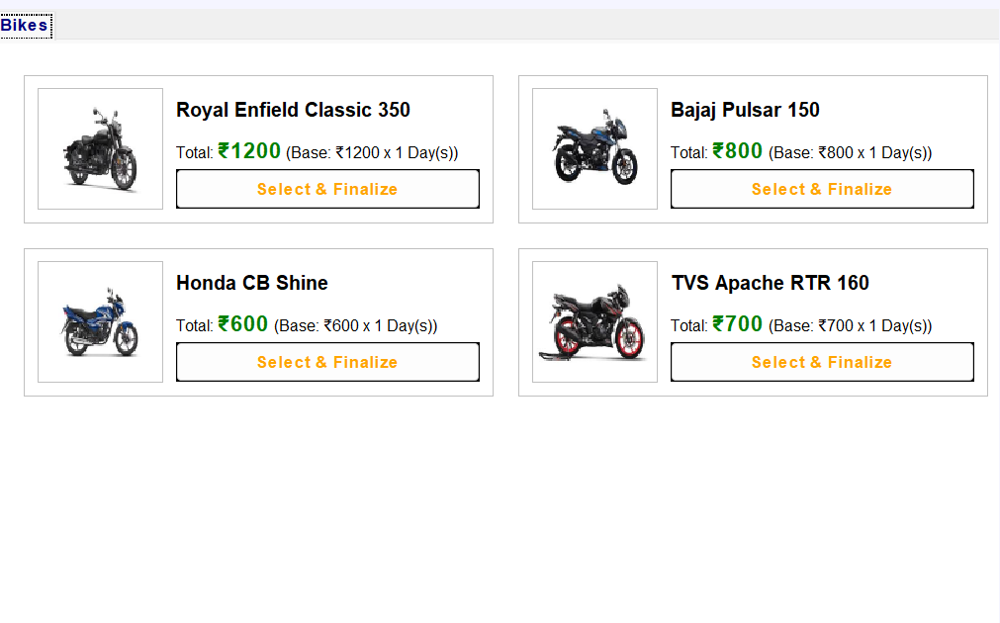 Bikes
Royal Enfield Classic 350
Total: ₹1200 (Base: ₹1200 x 1 Day(s))
Select & Finalize
Bajaj Pulsar 150
Total: ₹800 (Base: ₹800 x 1 Day(s))
Select & Finalize
Honda CB Shine
Total: ₹600 (Base: ₹600 x 1 Day(s))
Select & Finalize
TVS Apache RTR 160
Total: ₹700 (Base: ₹700 x 1 Day(s))
Select & Finalize